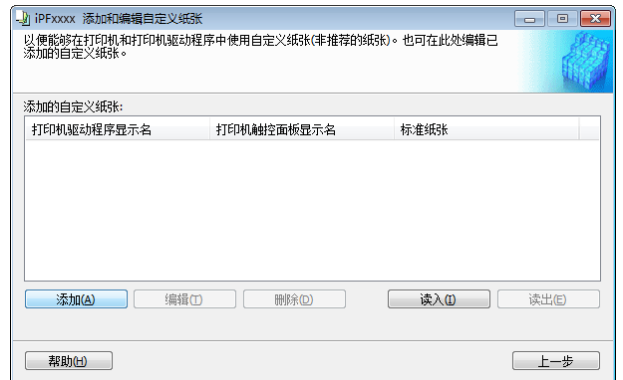 iPFxxxx 添加和编辑自定义纸张
以便能够在打印机和打印机驱动程序中使用自定义纸张(非推荐的纸张)。也可在此处编辑已
添加的自定义纸张。
添加的自定义纸张:
打印机驱动程序显示名 打印机触控面板显示名 标准纸张
添加(A) 编辑(T) 删除(D) 读入(I) 读出(E)
帮助(H) 上一步